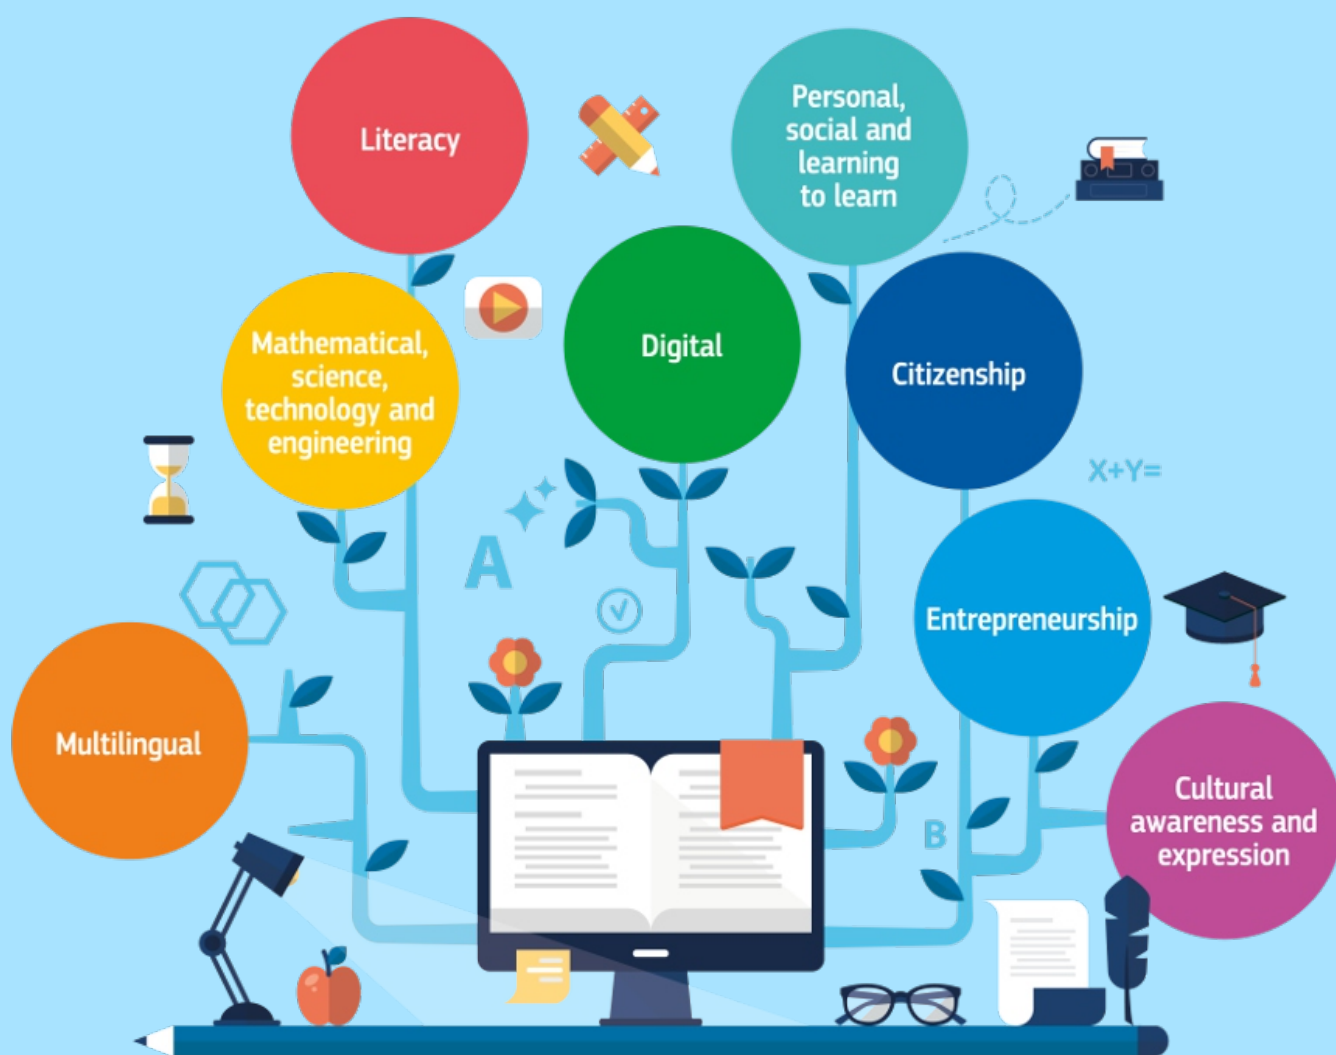 Literacy
Personal,
social and
learning
to learn
Mathematical,
science,
technology and
engineering
Digital
Citizenship
X+Y=
A
Entrepreneurship
Multilingual
Cultural
awareness and
expression
B